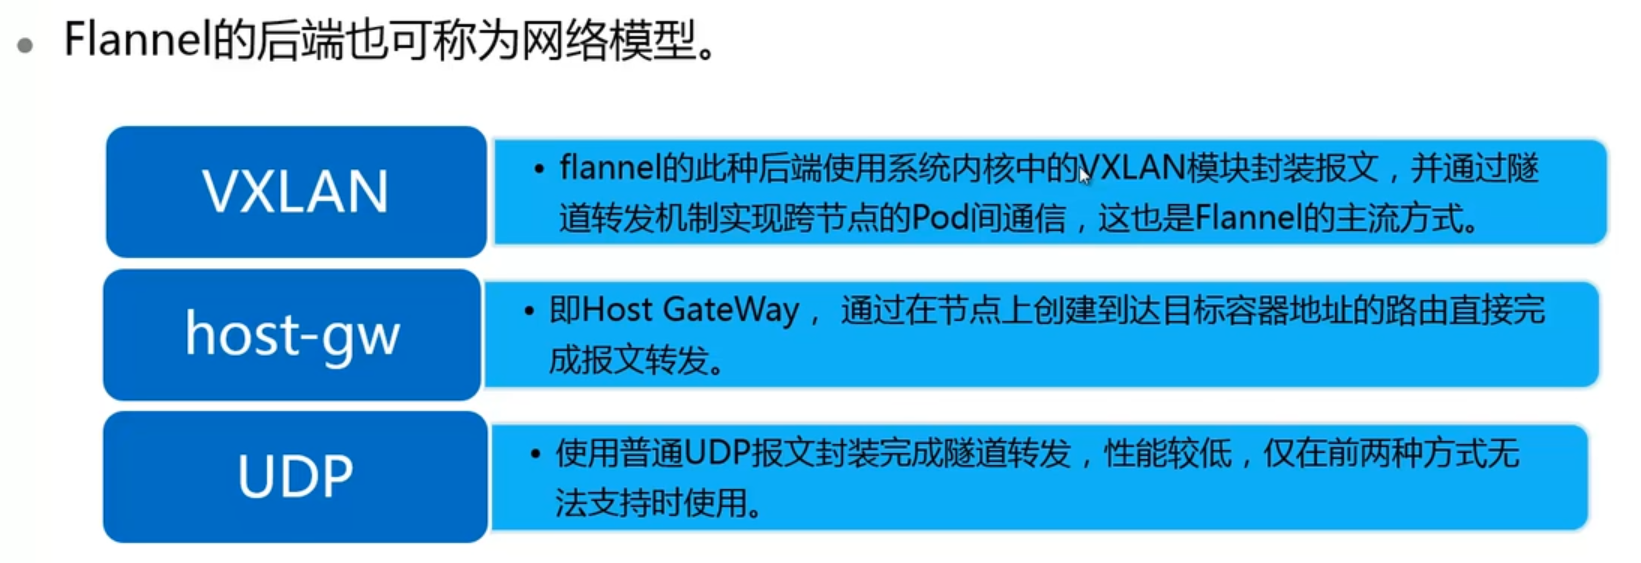 • Flannel的后端也可称为网络模型。
VXLAN
• flannel的此种后端使用系统内核中的VXLAN模块封装报文，并通过隧
道转发机制实现跨节点的Pod间通信，这也是Flannel的主流方式。
host-gw
• 即Host GateWay， 通过在节点上创建到达目标容器地址的路由直接完
成报文转发。
UDP
• 使用普通UDP报文封装完成隧道转发，性能较低，仅在前两种方式无
法支持时使用。